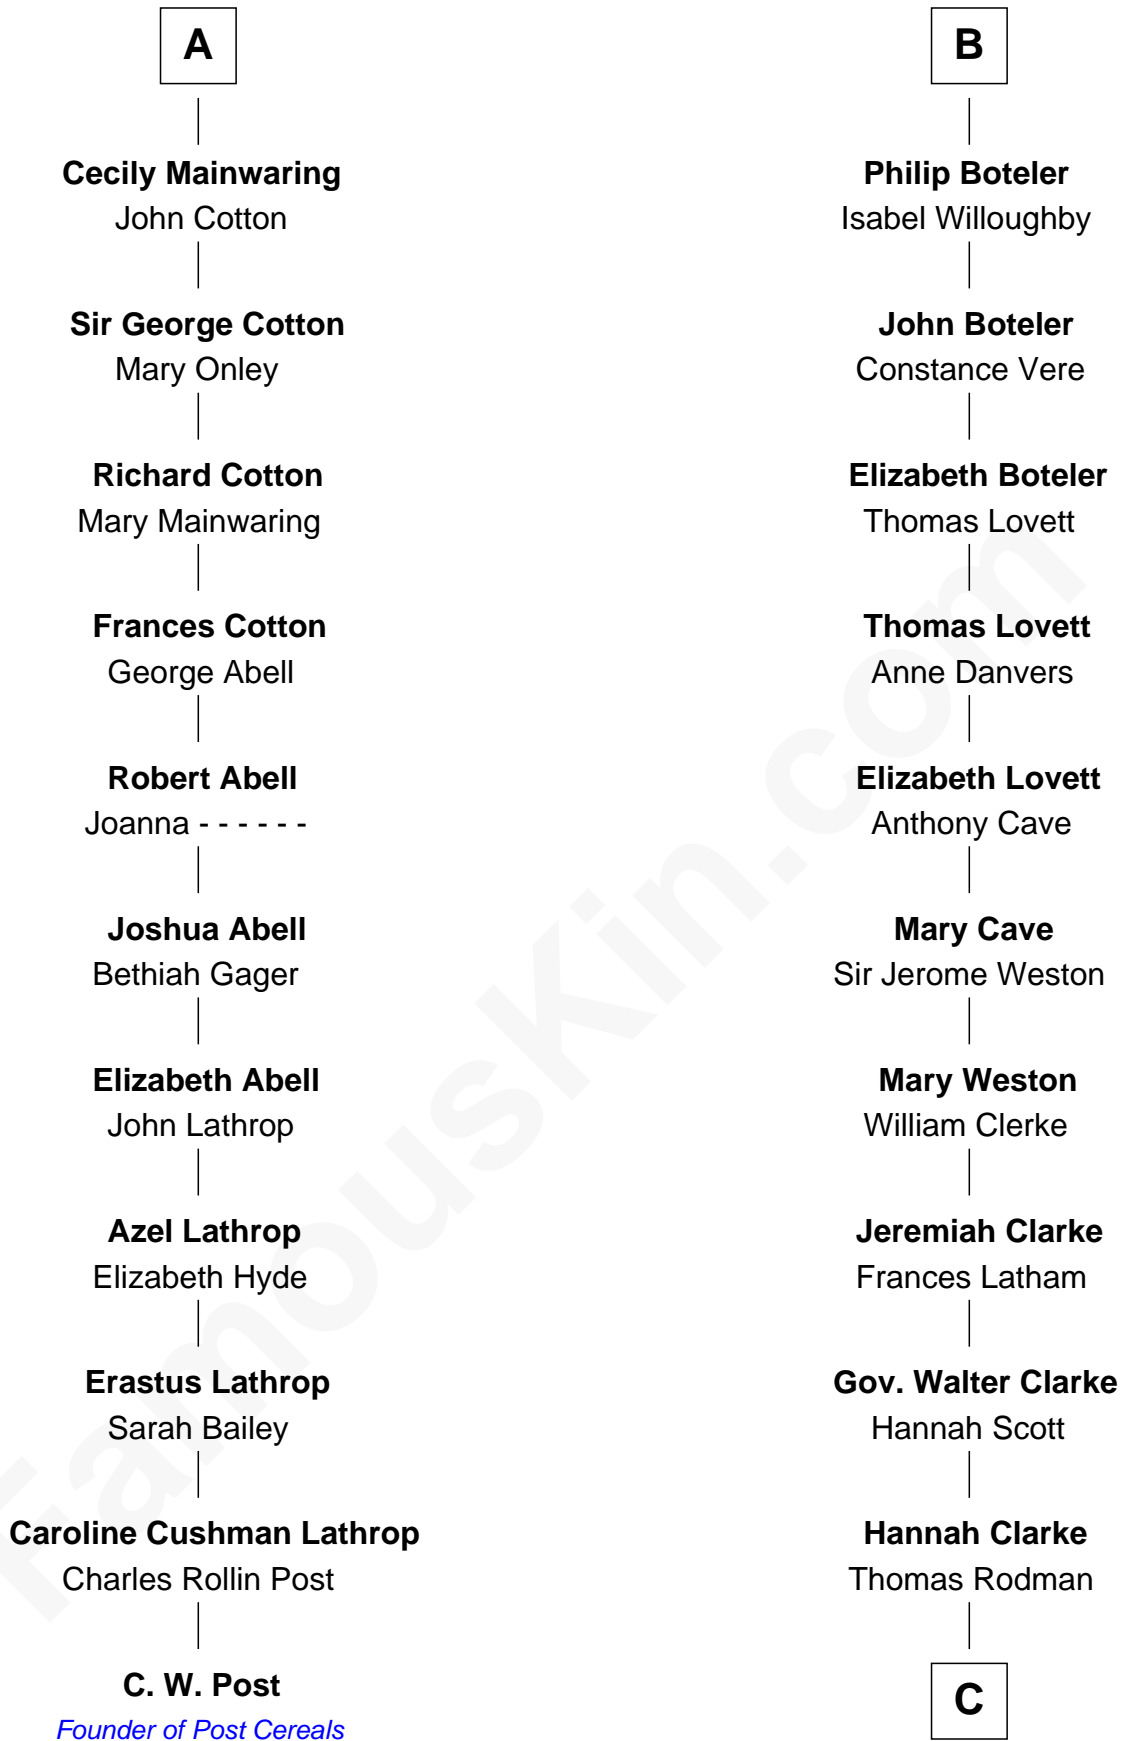 A
Cecily Mainwaring
John Cotton
Sir George Cotton
Mary Onley
Richard Cotton
Mary Mainwaring
Frances Cotton
George Abell
Robert Abell
Joanna - - - - - -
Joshua Abell
Bethiah Gager
Elizabeth Abell
John Lathrop
Azel Lathrop
Elizabeth Hyde
Erastus Lathrop
Sarah Bailey
Caroline Cushman Lathrop
Charles Rollin Post
C. W. Post
Founder of Post Cereals
B
Philip Boteler
Isabel Willoughby
John Boteler
Constance Vere
Elizabeth Boteler
Thomas Lovett
Thomas Lovett
Anne Danvers
Elizabeth Lovett
Anthony Cave
Mary Cave
Sir Jerome Weston
Mary Weston
William Clerke
Jeremiah Clarke
Frances Latham
Gov. Walter Clarke
Hannah Scott
Hannah Clarke
Thomas Rodman
C
FamousKin.com